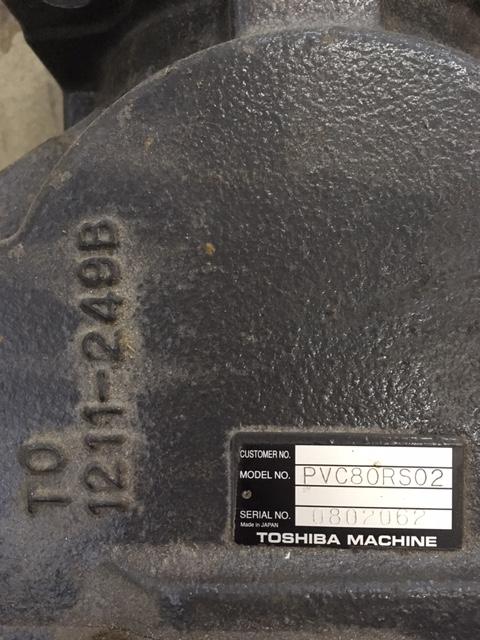 TO
1211-249B
CUSTOMER NO.
MODEL NO. PVC80RS02
SERIAL NO. 0802062
Made in JAPAN
TOSHIBA MACHINE